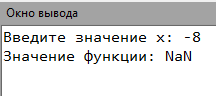 Окно вывода
Введите значение x: -8
Значение функции: NaN